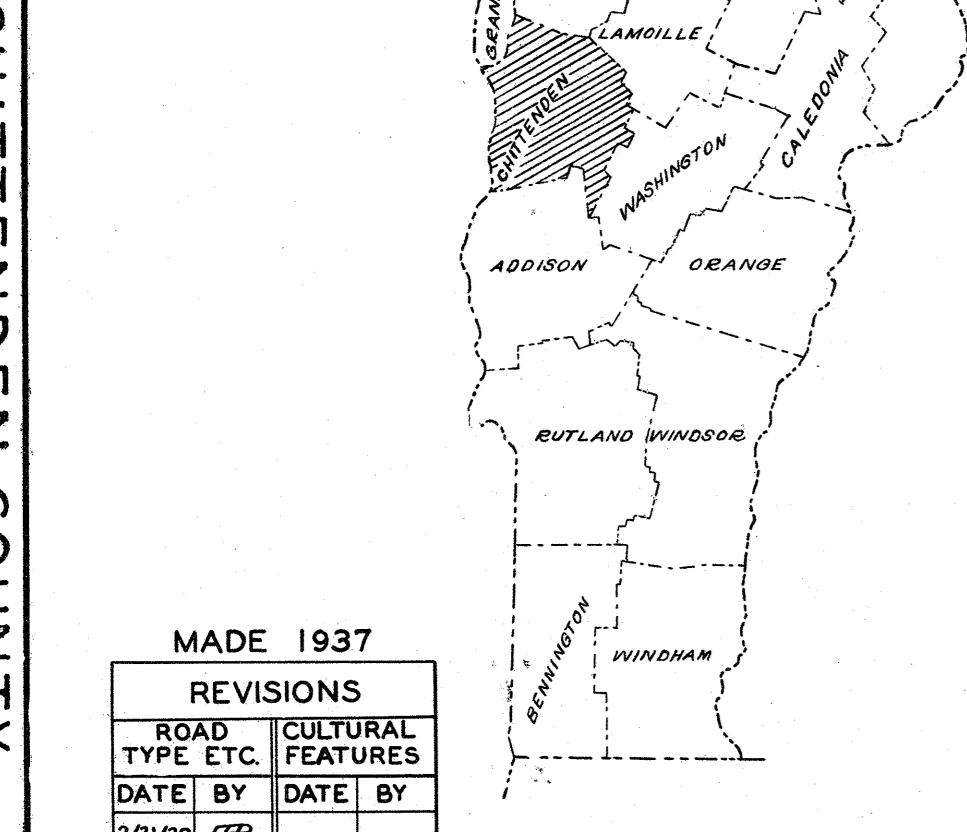 LAMOILLE
CHITTENDEN
CALEDONIA
WASHINGTON
ADDISON
ORANGE
RUTLAND
WINDSOR
BENNINGTON
WINDHAM
MADE 1937
REVISIONS
ROAD TYPE ETC.
CULTURAL FEATURES
DATE BY DATE BY